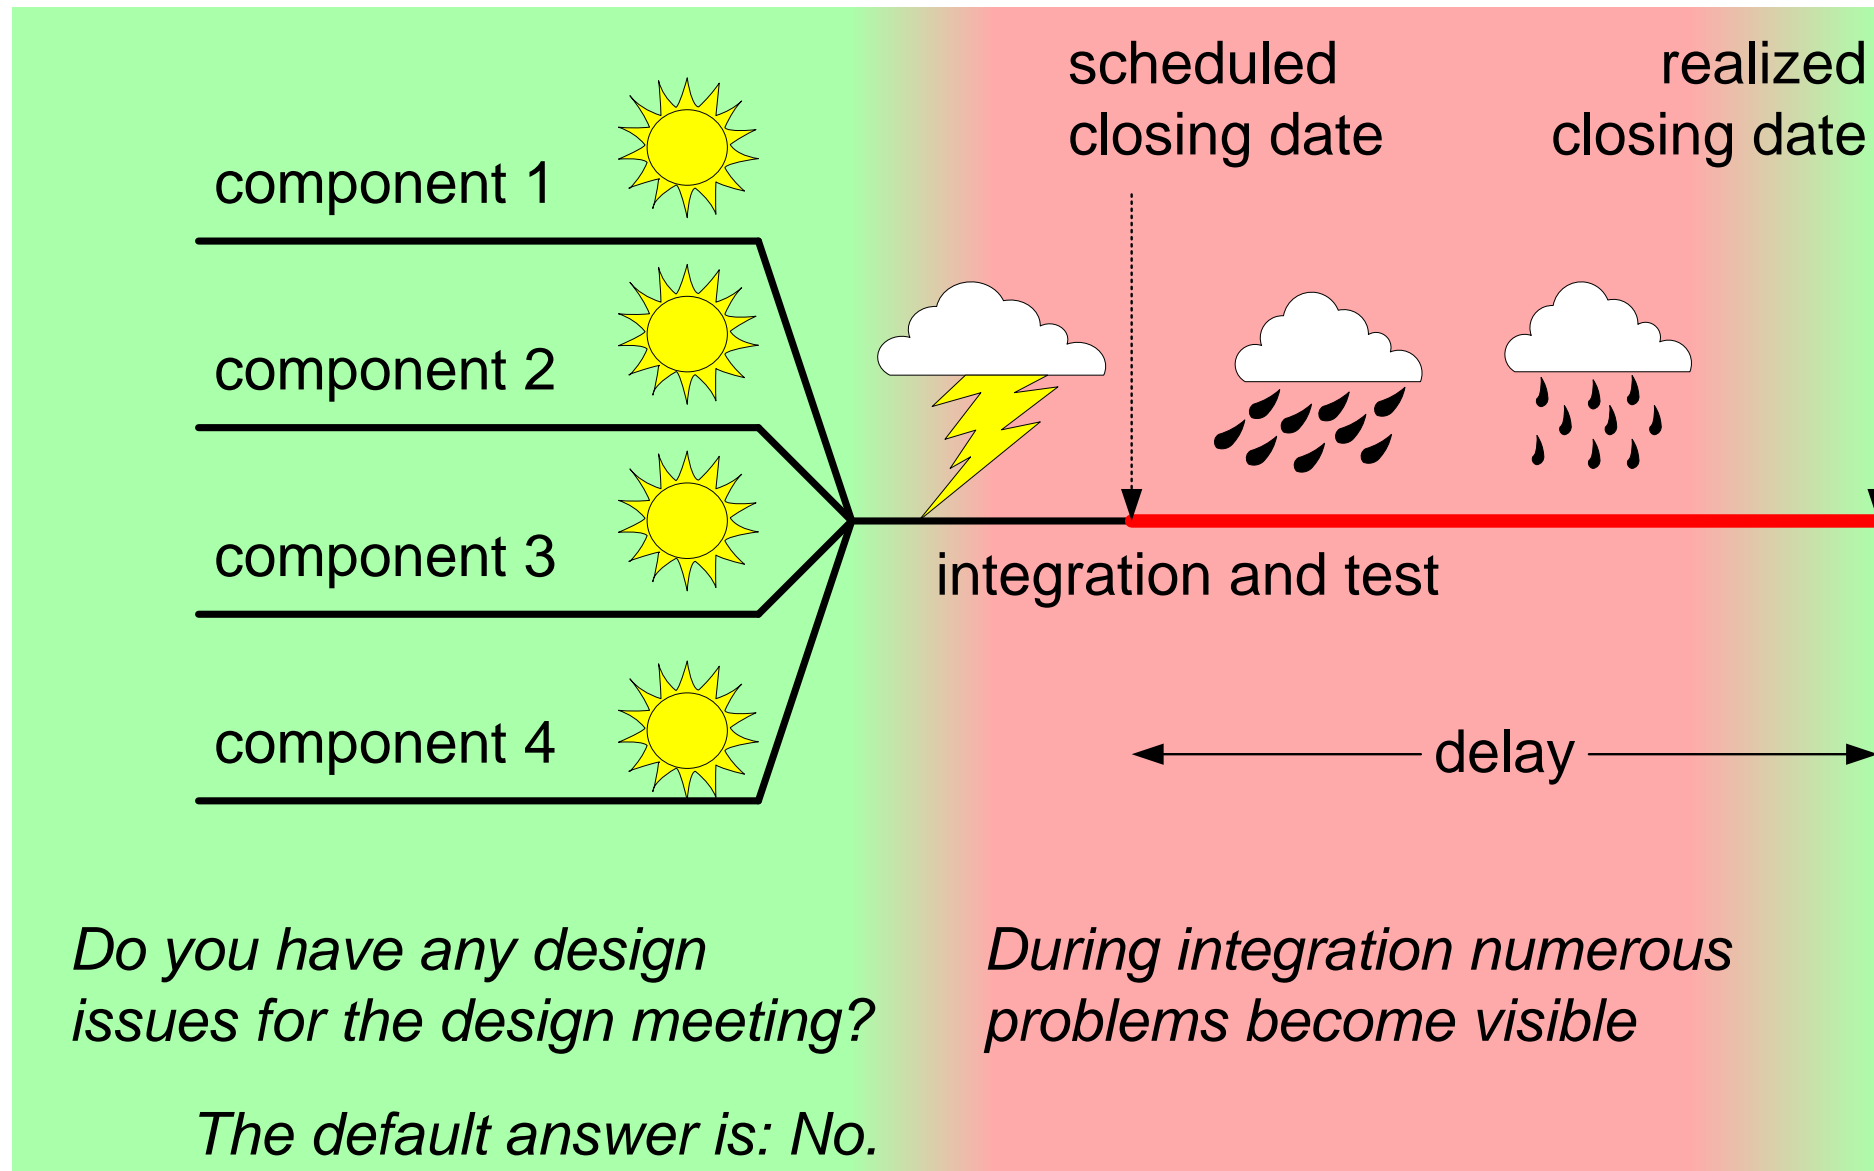 scheduled
closing date
realized
closing date
component 1
component 2
component 3
component 4
integration and test
delay
Do you have any design
issues for the design meeting?
The default answer is: No.
During integration numerous
problems become visible